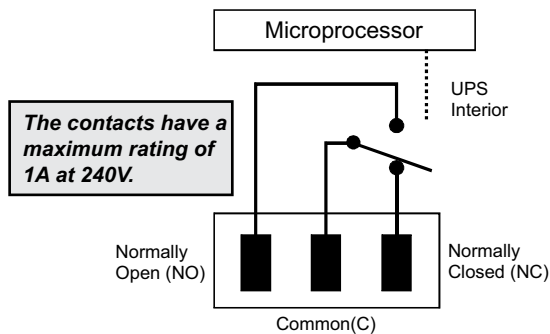 Microprocessor
UPS
Interior
The contacts have a
maximum rating of
1A at 240V.
Normally
Open (NO)
Normally
Closed (NC)
Common(C)